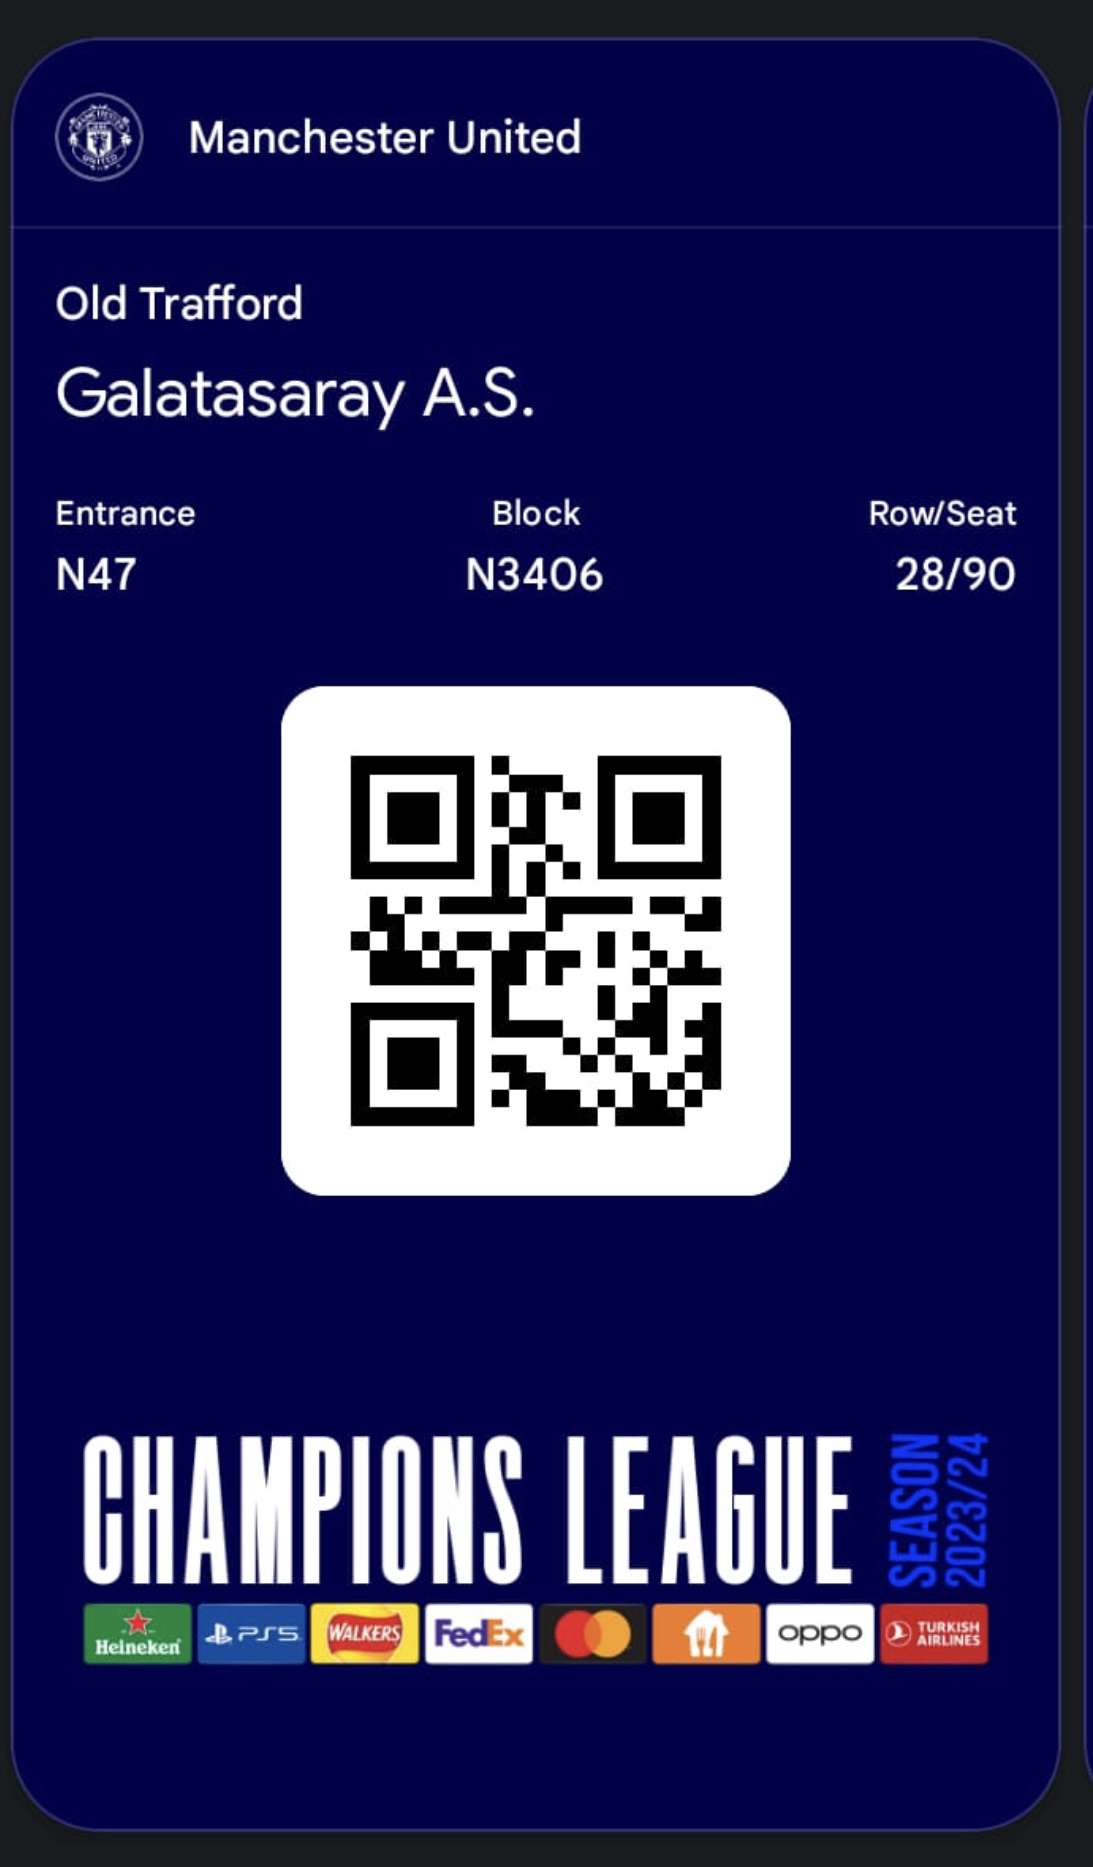 Manchester United
Old Trafford
Galatasaray A.S.
Entrance Block Row/Seat
N47 N3406 28/90
CHAMPIONS LEAGUE SEASON 2023/24
Heineken PS5 WALKERS FedEx oppo TURKISH AIRLINES